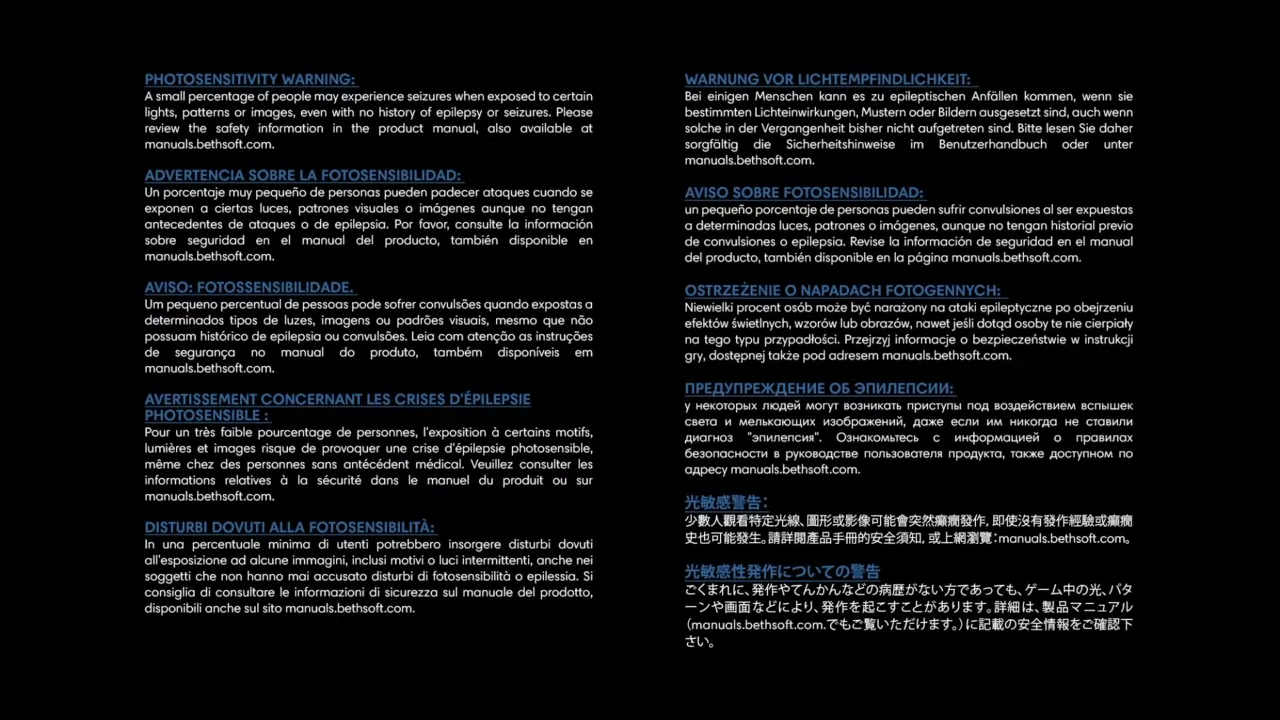 PHOTOSENSITIVITY WARNING:
A small percentage of people may experience seizures when exposed to certain
lights, patterns or images, even with no history of epilepsy or seizures. Please
review the safety information in the product manual, also available at
manuals.bethsoft.com.
ADVERTENCIA SOBRE LA FOTOSENSIBILIDAD:
Un porcentaje muy pequeño de personas pueden padecer ataques cuando se
exponen a ciertas luces, patrones visuales o imágenes aunque no tengan
antecedentes de ataques o de epilepsia. Por favor, consulte la información
sobre seguridad en el manual del producto, también disponible en
manuals.bethsoft.com.
AVISO: FOTOSSENSIBILIDADE.
Um pequeno percentual de pessoas pode sofrer convulsões quando expostas a
determinados tipos de luzes, imagens ou padrões visuais, mesmo que não
possuam histórico de epilepsia ou convulsões. Leia com atenção as instruções
de segurança no manual do produto, também disponíveis em
manuals.bethsoft.com.
AVERTISSEMENT CONCERNANT LES CRISES D'ÉPILEPSIE
PHOTOSENSIBLE :
Pour un très faible pourcentage de personnes, l'exposition à certains motifs,
lumières et images risque de provoquer une crise d'épilepsie photosensible,
même chez des personnes sans antécédent médical. Veuillez consulter les
informations relatives à la sécurité dans le manuel du produit ou sur
manuals.bethsoft.com.
DISTURBI DOVUTI ALLA FOTOSENSIBILITÀ:
In una percentuale minima di utenti potrebbero insorgere disturbi dovuti
all'esposizione ad alcune immagini, inclusi motivi o luci intermittenti, anche nei
soggetti che non hanno mai accusato disturbi di fotosensibilità o epilessia. Si
consiglia di consultare le informazioni di sicurezza sul manuale del prodotto,
disponibili anche sul sito manuals.bethsoft.com.
WARNUNG VOR LICHTEMPFINDLICHKEIT:
Bei einigen Menschen kann es zu epileptischen Anfällen kommen, wenn sie
bestimmten Lichteinwirkungen, Mustern oder Bildern ausgesetzt sind, auch wenn
solche in der Vergangenheit bisher nicht aufgetreten sind. Bitte lesen Sie daher
sorgfältig die Sicherheitshinweise im Benutzerhandbuch oder unter
manuals.bethsoft.com.
AVISO SOBRE FOTOSENSIBILIDAD:
un pequeño porcentaje de personas pueden sufrir convulsiones al ser expuestas
a determinadas luces, patrones o imágenes, aunque no tengan historial previo
de convulsiones o epilepsia. Revise la información de seguridad en el manual
del producto, también disponible en la página manuals.bethsoft.com.
OSTRZEŻENIE O NAPADACH FOTOGENNYCH:
Niewielki procent osób może być narażony na ataki epileptyczne po obejrzeniu
efektów świetlnych, wzorów lub obrazów, nawet jeśli dotąd osoby te nie cierpiały
na tego typu przypadłości. Przejrzyj informacje o bezpieczeństwie w instrukcji
gry, dostępnej także pod adresem manuals.bethsoft.com.
ПРЕДУПРЕЖДЕНИЕ ОБ ЭПИЛЕПСИИ:
у некоторых людей могут возникать приступы под воздействием вспышек
света и мелькающих изображений, даже если им никогда не ставили
диагноз "эпилепсия". Ознакомьтесь с информацией о правилах
безопасности в руководстве пользователя продукта, также доступном по
адресу manuals.bethsoft.com.
光敏感警告：
少數人觀看特定光線、圖形或影像可能會突然癲癇發作，即使沒有發作經驗或癲癇
史也可能發生。請詳閱產品手冊的安全須知，或上網瀏覽：manuals.bethsoft.com。
光敏感性発作についての警告
ごくまれに、発作やてんかんなどの病歴がない方であっても、ゲーム中の光、パタ
ーンや画面などにより、発作を起こすことがあります。詳細は、製品マニュアル
（manuals.bethsoft.com.でもご覧いただけます。）に記載の安全情報をご確認下
さい。